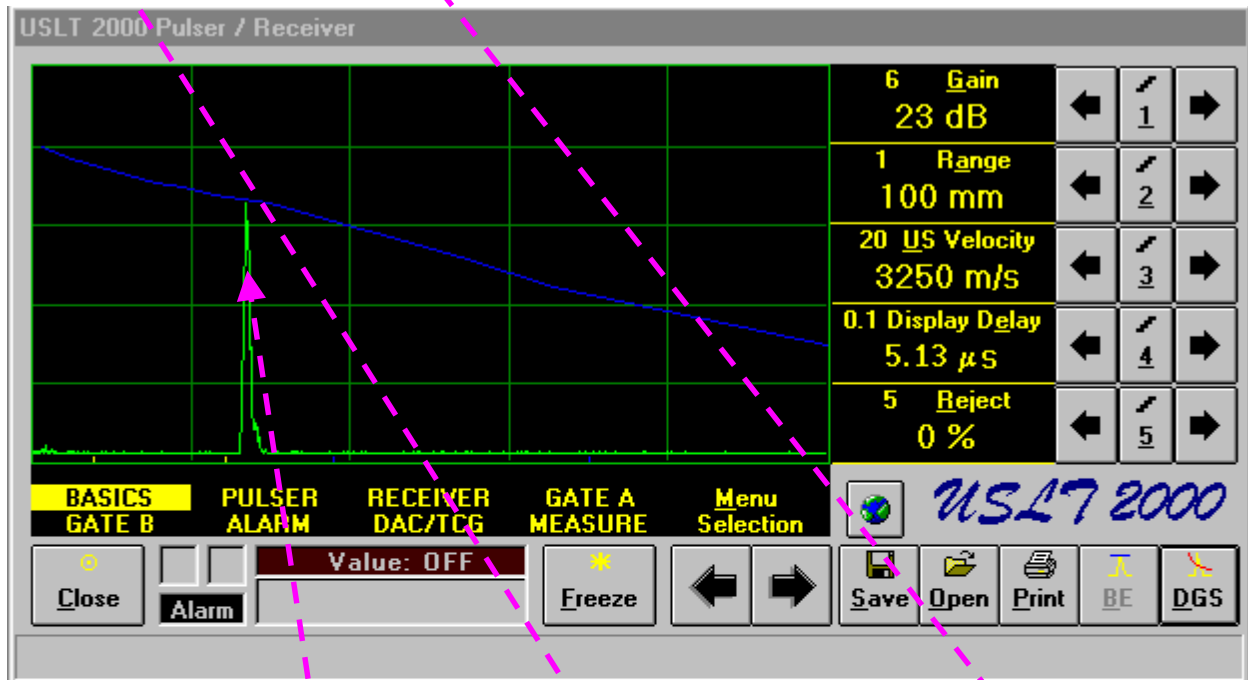 USLT 2000 Pulser / Receiver
6 Gain
23 dB
1
1 Range
100 mm
2
20 US Velocity
3250 m/s
3
0.1 Display Delay
5.13 µs
4
5 Reject
0 %
5
BASICS PULSER RECEIVER GATE A Menu
GATE B ALARM DAC/TCG MEASURE Selection
USLT 2000
Value: OFF
Close Alarm Freeze Save Open Print BE DGS